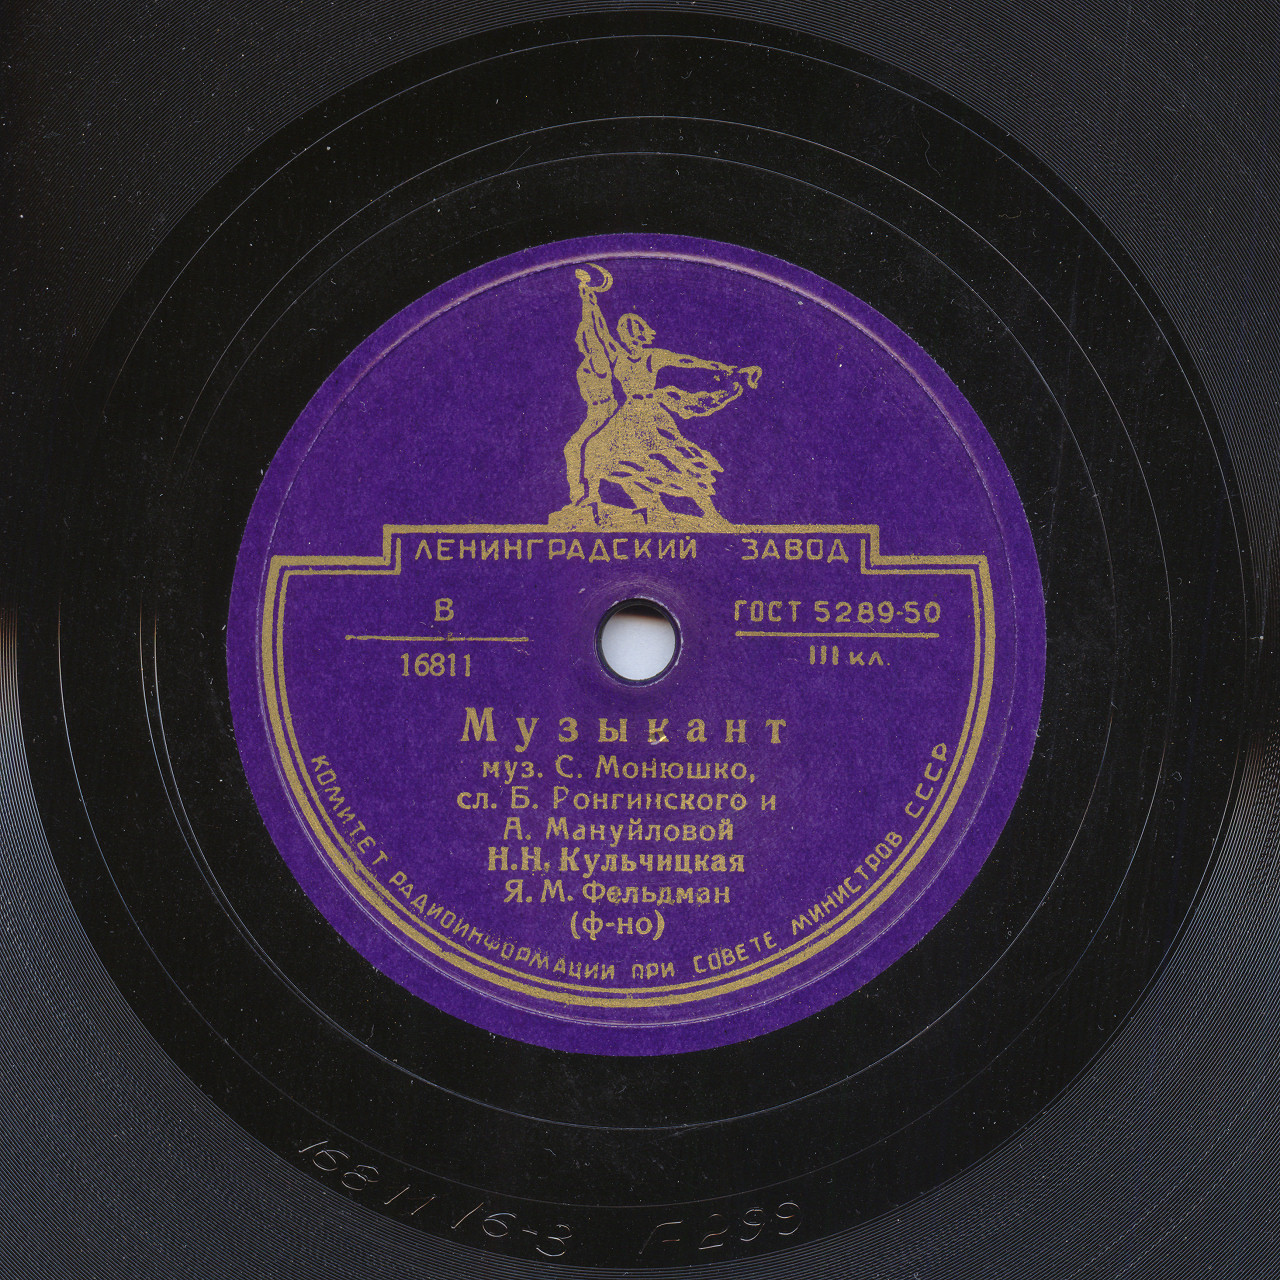 ЛЕНИНГРАДСКИЙ ЗАВОД
В
16811
ГОСТ 5289-50
III кл.
Музыкант
муз. С. Монюшко,
сл. Б. Ронгинского и
А. Мануйловой
Н.Н. Кульчицкая
Я. М. Фельдман
(ф-но)
КОМИТЕТ РАДИОИНФОРМАЦИИ ПРИ СОВЕТЕ МИНИСТРОВ СССР
16811 16-3 Г-299